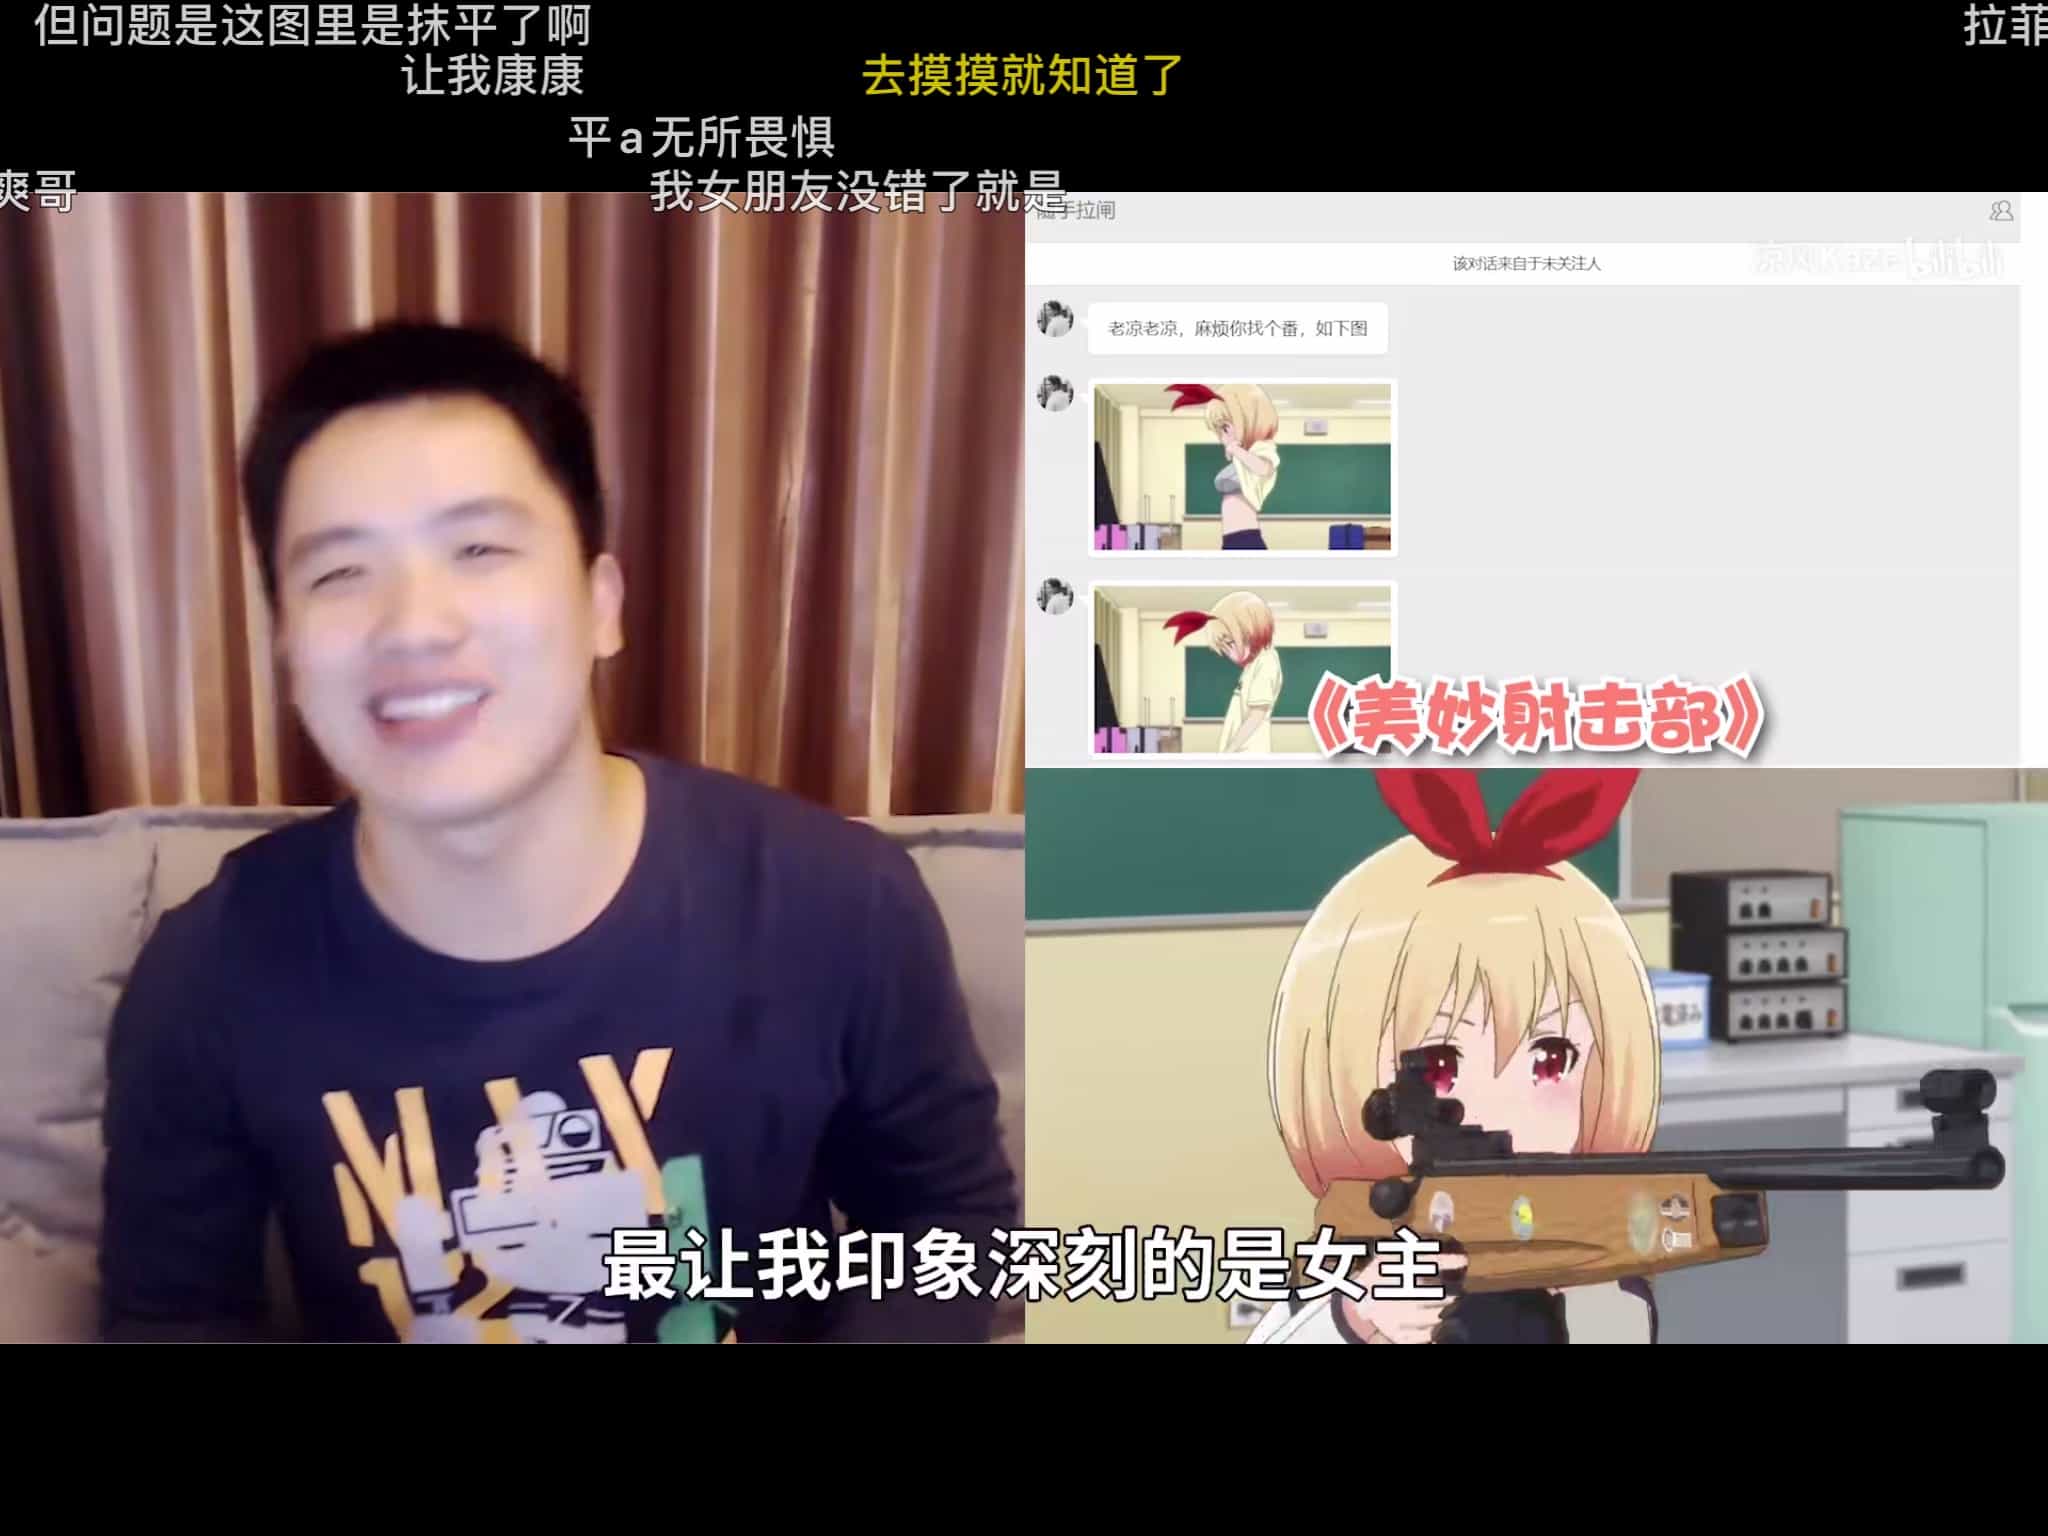 但问题是这图里是抹平了啊
拉菲
让我康康
去摸摸就知道了
平a无所畏惧
爽哥
我女朋友没错了就是
随手拉闸
凉风Kaze
bilibili
该对话来自于未关注人
老凉老凉，麻烦你找个番，如下图
《美妙射击部》
最让我印象深刻的是女主